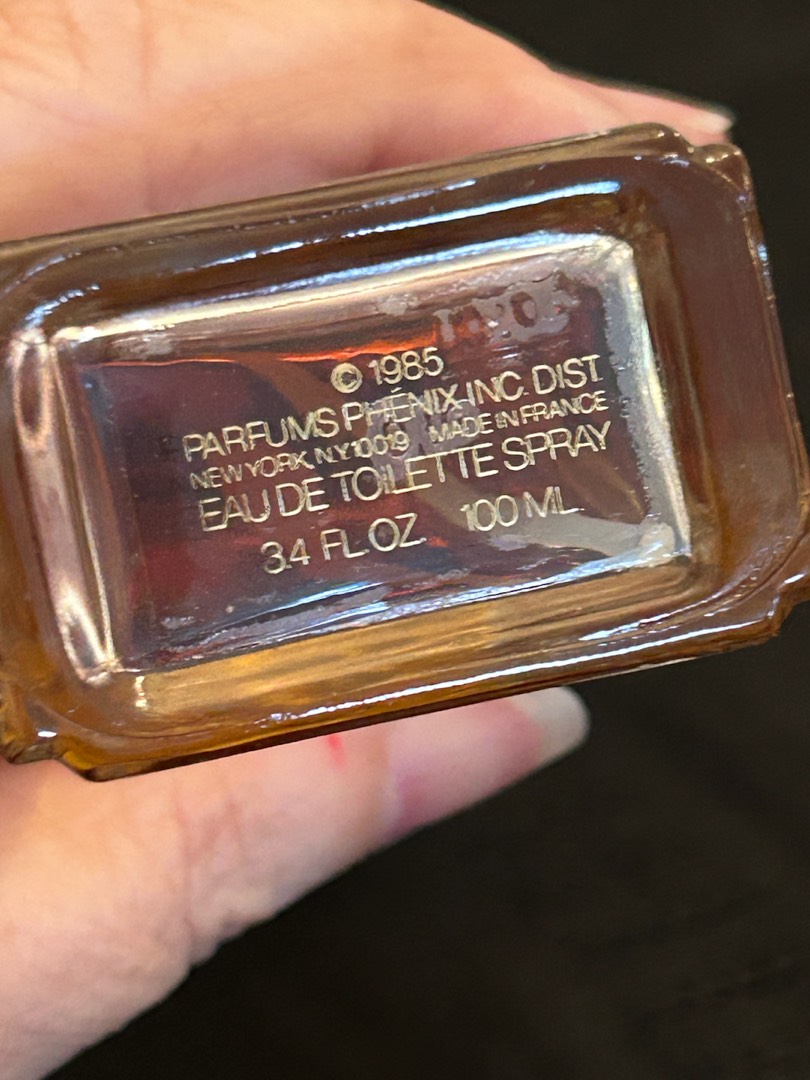 © 1985
PARFUMS PHÉNIX INC. DIST.
NEW YORK, N.Y. 10019 MADE IN FRANCE
EAU DE TOILETTE SPRAY
3.4 FL. OZ. 100 ML.